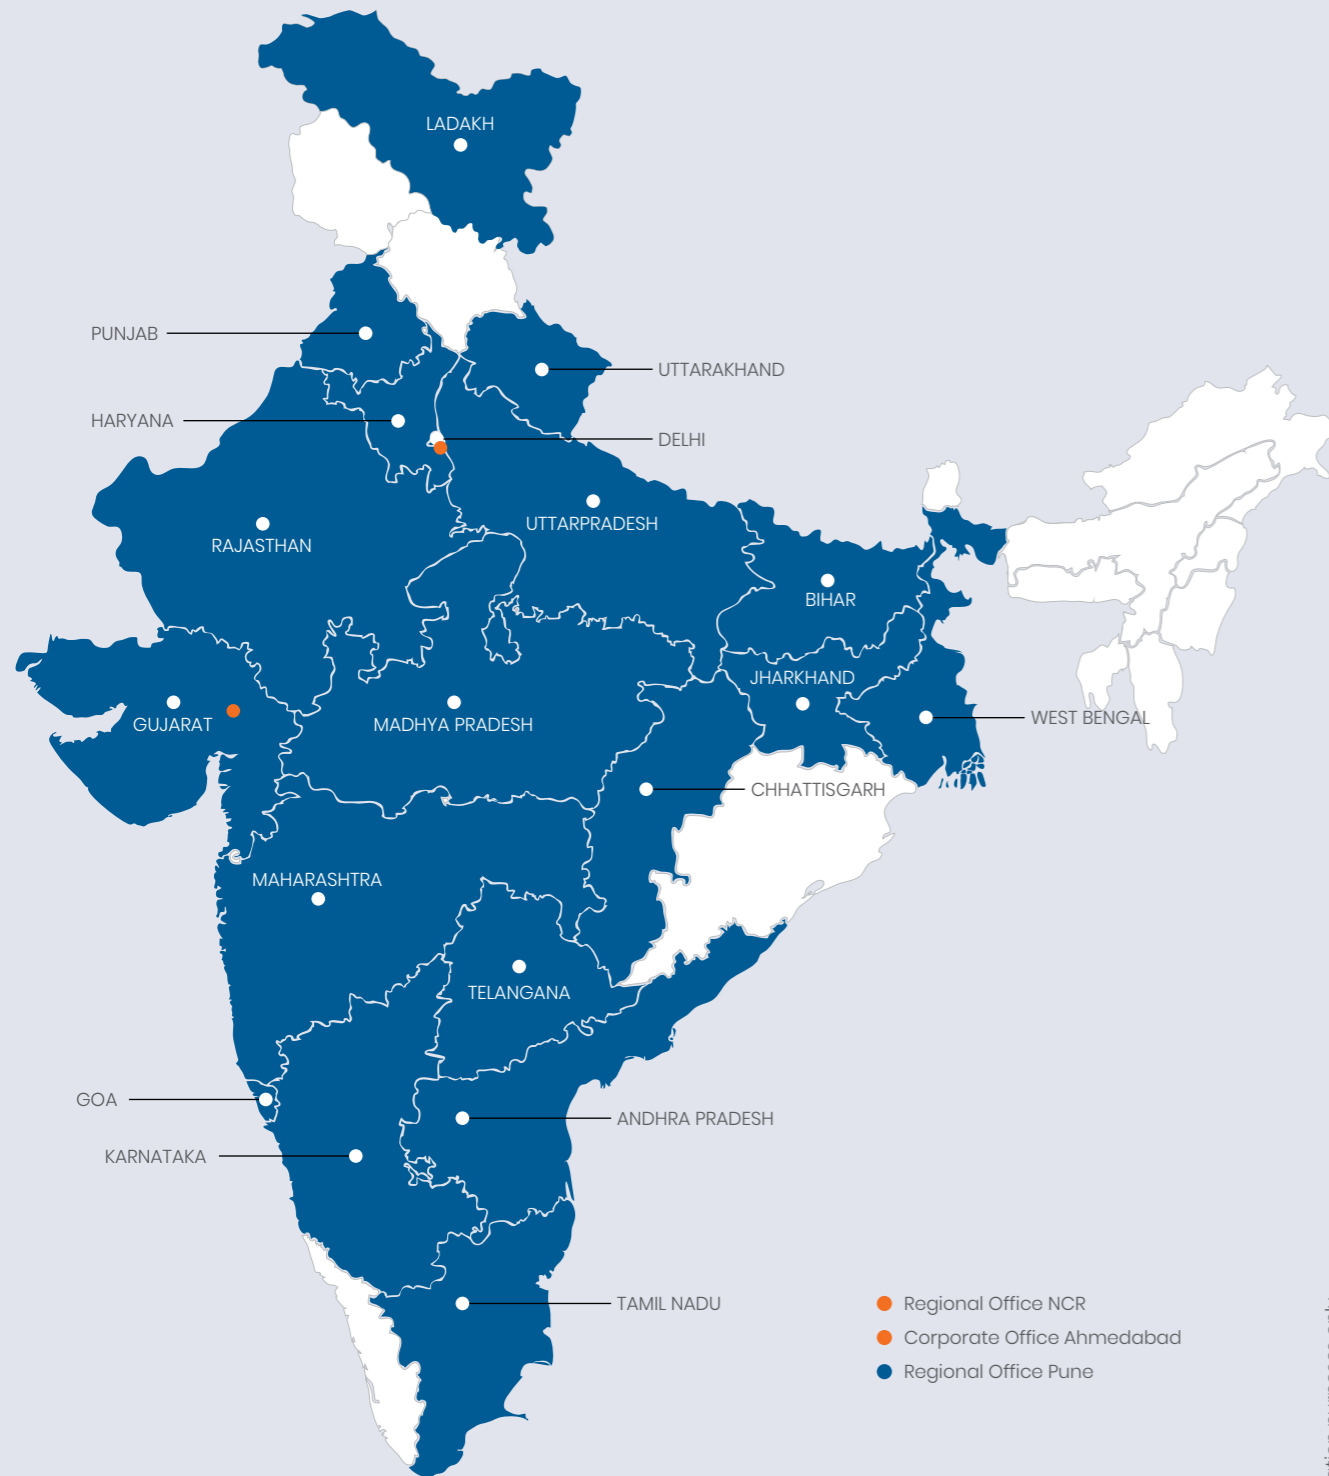 LADAKH
PUNJAB
UTTARAKHAND
HARYANA
DELHI
UTTARPRADESH
RAJASTHAN
BIHAR
JHARKHAND
GUJARAT
MADHYA PRADESH
WEST BENGAL
CHHATTISGARH
MAHARASHTRA
TELANGANA
GOA
ANDHRA PRADESH
KARNATAKA
TAMIL NADU
Regional Office NCR
Corporate Office Ahmedabad
Regional Office Pune